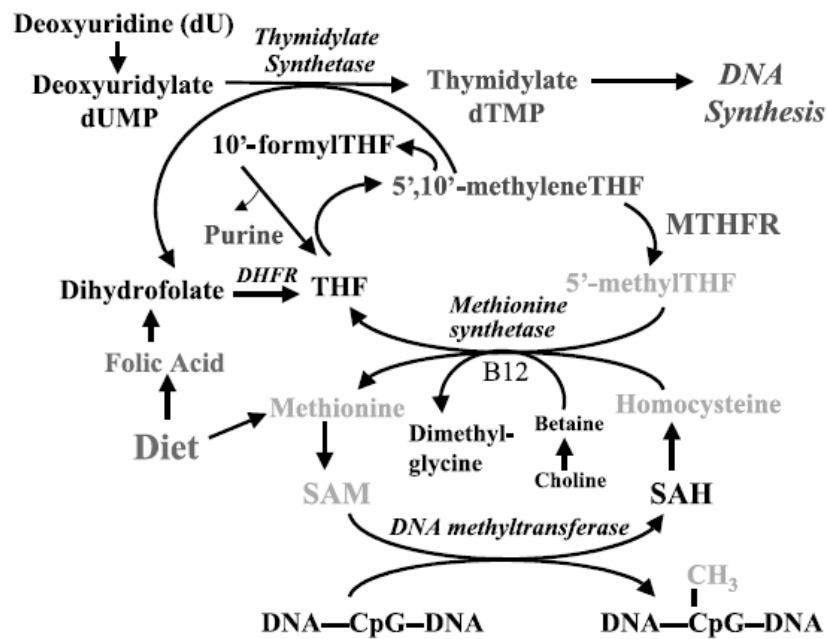 Deoxyuridine (dU)
Thymidylate
Synthetase
Deoxyuridylate
dUMP
Thymidylate
dTMP
DNA
Synthesis
10'-formylTHF
5',10'-methyleneTHF
Purine
MTHFR
Dihydrofolate
DHFR
THF
5'-methylTHF
Methionine
synthetase
Folic Acid
B12
Methionine
Homocysteine
Diet
Dimethyl-
glycine
Betaine
Choline
SAM
SAH
DNA methyltransferase
CH3
DNA—CpG—DNA
DNA—CpG—DNA